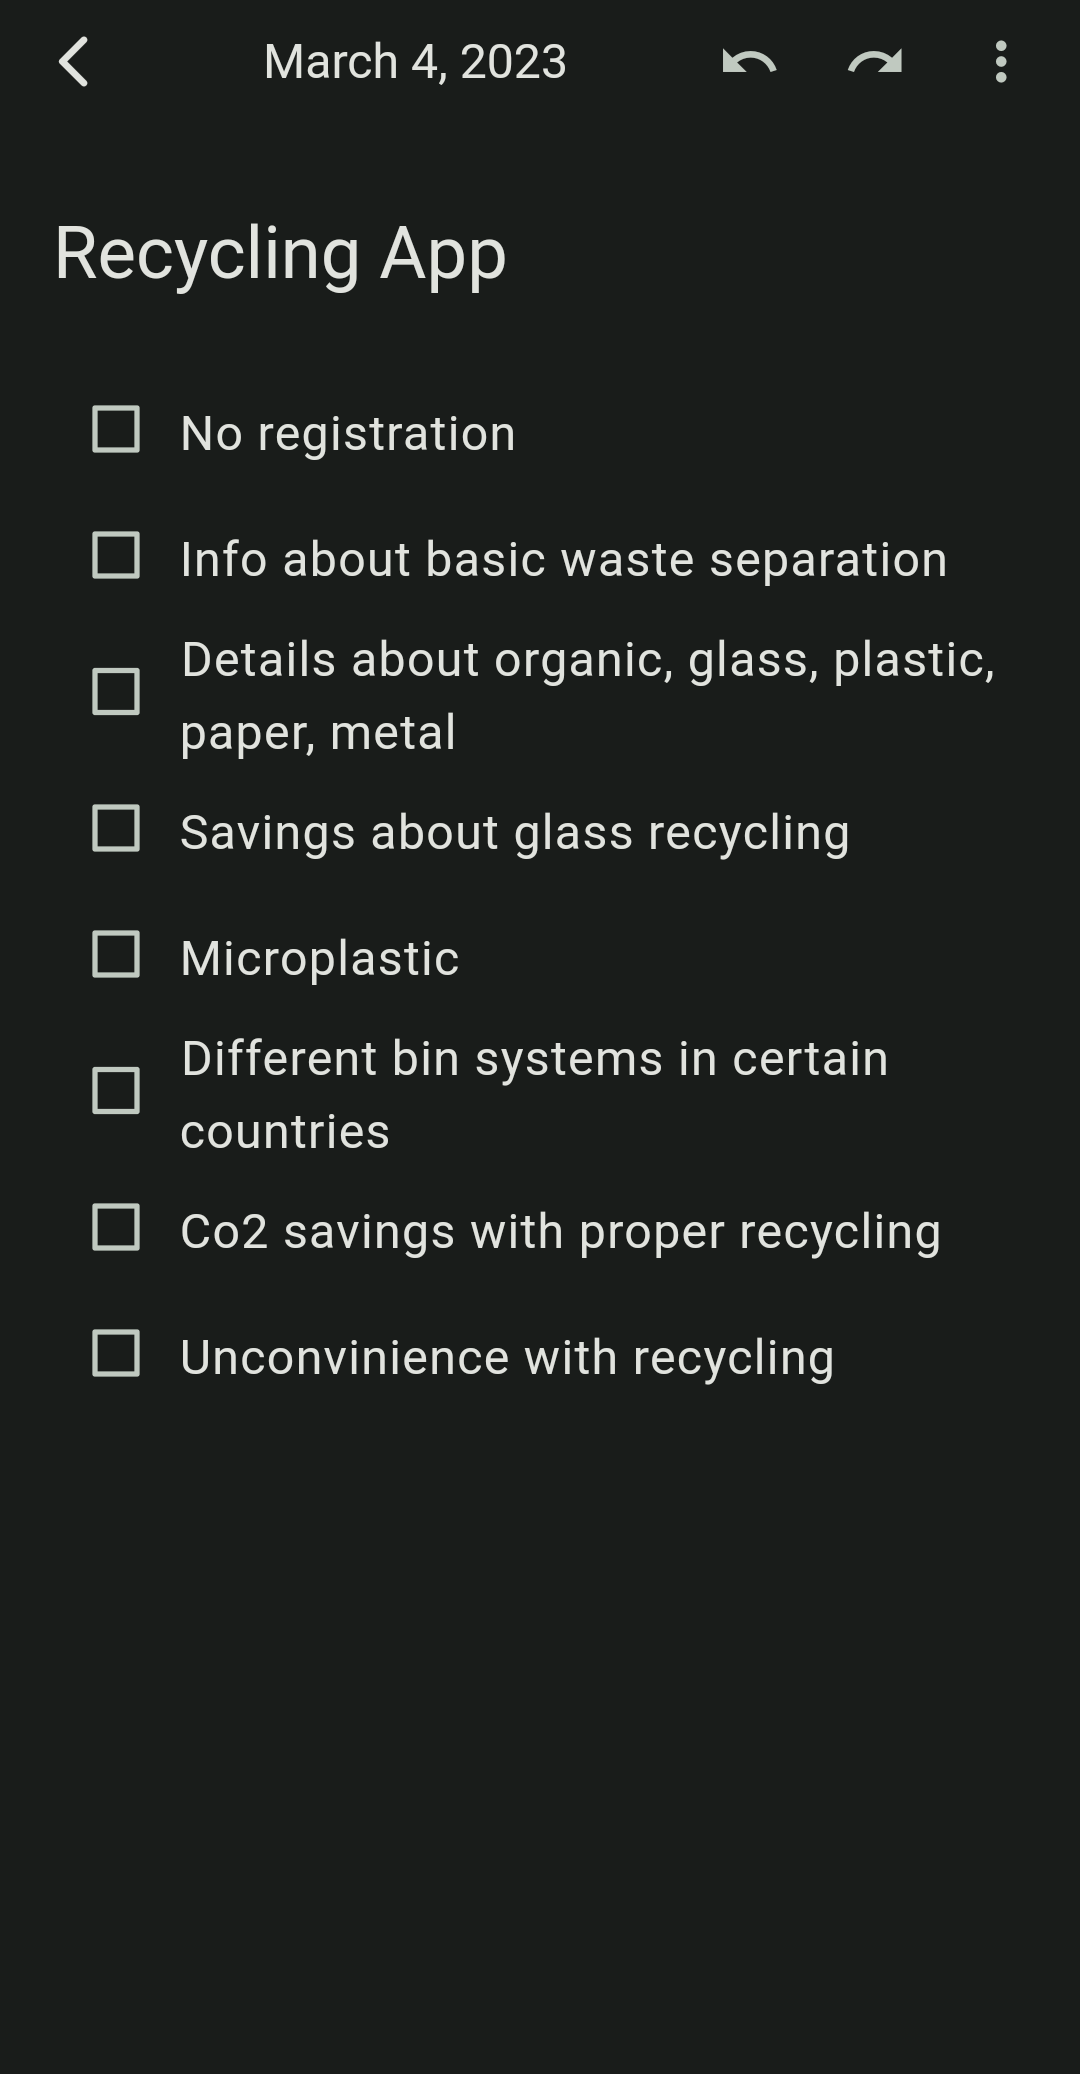 March 4, 2023
Recycling App
No registration
Info about basic waste separation
Details about organic, glass, plastic,
paper, metal
Savings about glass recycling
Microplastic
Different bin systems in certain
countries
Co2 savings with proper recycling
Unconvinience with recycling